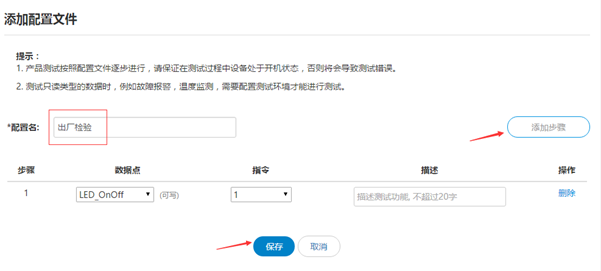 添加配置文件
提示：
1. 产品测试按照配置文件逐步进行，请保证在测试过程中设备处于开机状态，否则将会导致测试错误。
2. 测试只读类型的数据时，例如故障报警，温度监测，需要配置测试环境才能进行测试。
*配置名: 出厂检验 添加步骤
步骤 数据点 指令 描述 操作
1 LED_OnOff (可写) 1 描述测试功能, 不超过20字 删除
保存 取消